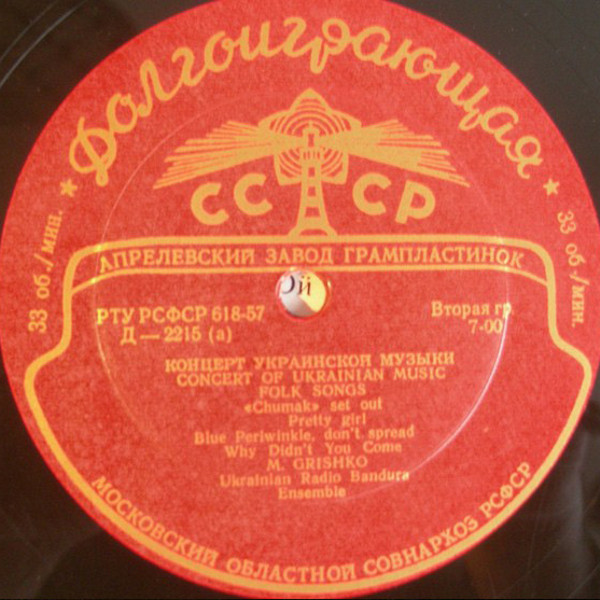 Долгоиграющая
СССР
33 об./мин.
33 об./мин.
АПРЕЛЕВСКИЙ ЗАВОД ГРАМПЛАСТИНОК
ой
РТУ РСФСР 618-57
Вторая гр.
Д — 2215 (а)
7-00
КОНЦЕРТ УКРАИНСКОЙ МУЗЫКИ
CONCERT OF UKRAINIAN MUSIC
FOLK SONGS
«Chumak» set out
Pretty girl
Blue Periwinkle, don't spread
Why Didn't You Come
M. GRISHKO
Ukrainian Radio Bandura
Ensemble
МОСКОВСКИЙ ОБЛАСТНОЙ СОВНАРХОЗ РСФСР